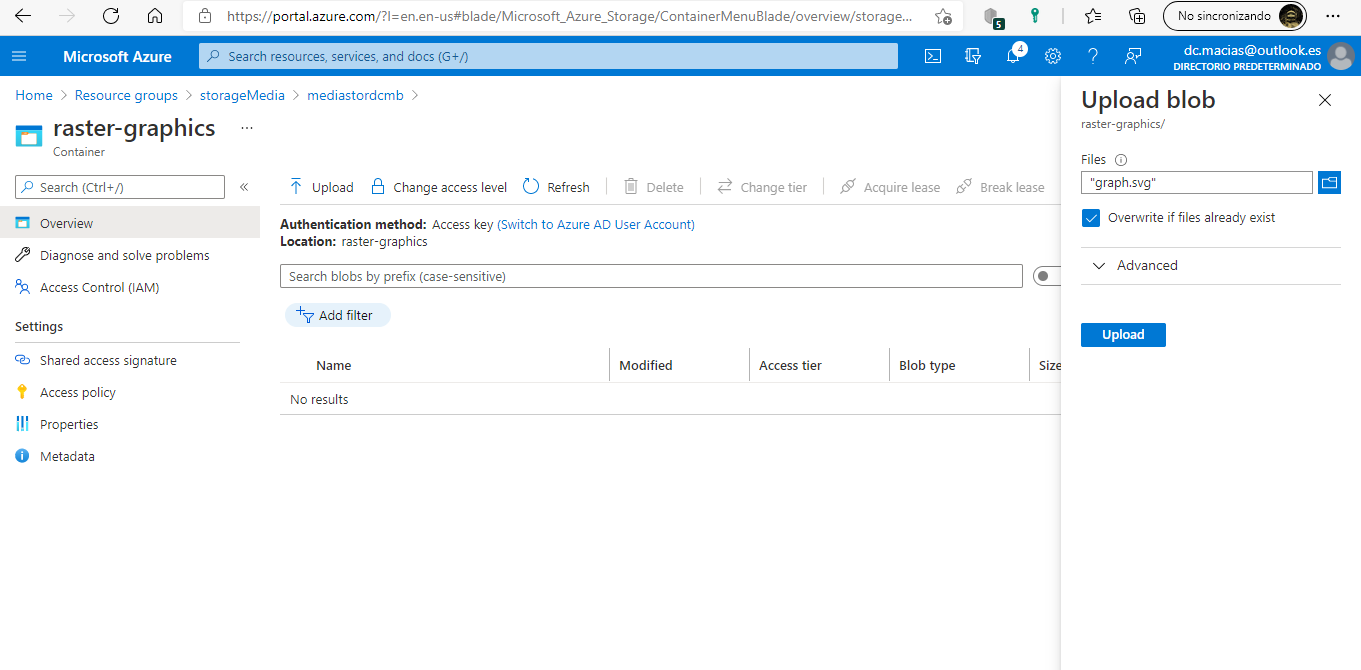 https://portal.azure.com/?l=en.en-us#blade/Microsoft_Azure_Storage/ContainerMenuBlade/overview/storage...
5
No sincronizando
Microsoft Azure
Search resources, services, and docs (G+/)
4
dc.macias@outlook.es
DIRECTORIO PREDETERMINADO
Home > Resource groups > storageMedia > mediastordcmb >
raster-graphics ...
Container
Search (Ctrl+/)
«
Overview
Diagnose and solve problems
Access Control (IAM)
Settings
Shared access signature
Access policy
Properties
Metadata
Upload Change access level Refresh Delete Change tier Acquire lease Break lease
Authentication method: Access key (Switch to Azure AD User Account)
Location: raster-graphics
Search blobs by prefix (case-sensitive)
Add filter
Name Modified Access tier Blob type Size
No results
Upload blob
raster-graphics/
Files
"graph.svg"
Overwrite if files already exist
Advanced
Upload